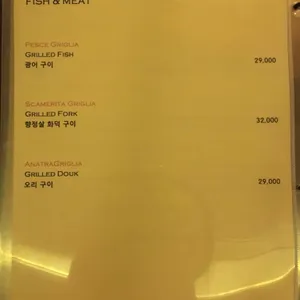 FISH & MEAT
PESCE GRIGLIA
GRILLED FISH
광어 구이
29,000
SCAMERITA GRIGLIA
GRILLED FORK
항정살 화덕 구이
32,000
ANATRAGRIGLIA
GRILLED DOUK
오리 구이
29,000